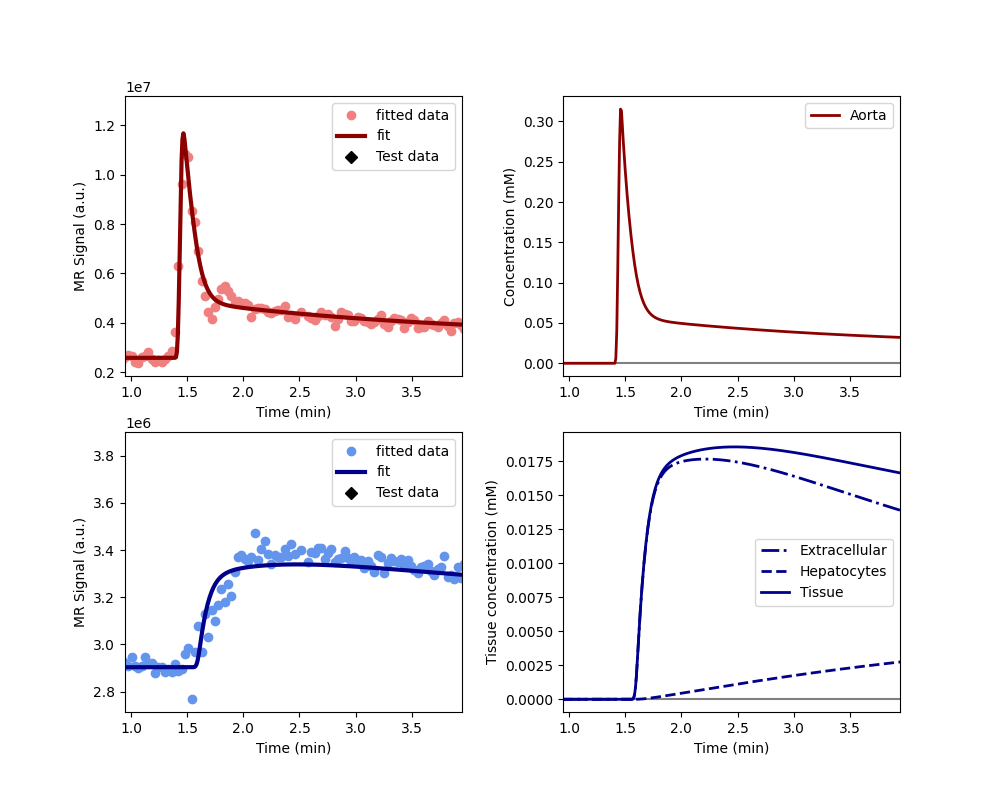 1e7
MR Signal (a.u.)
1.2
1.0
0.8
0.6
0.4
0.2
1.0 1.5 2.0 2.5 3.0 3.5
Time (min)
fitted data
fit
Test data
Concentration (mM)
0.30
0.25
0.20
0.15
0.10
0.05
0.00
1.0 1.5 2.0 2.5 3.0 3.5
Time (min)
Aorta
1e6
MR Signal (a.u.)
3.8
3.6
3.4
3.2
3.0
2.8
1.0 1.5 2.0 2.5 3.0 3.5
Time (min)
fitted data
fit
Test data
Tissue concentration (mM)
0.0175
0.0150
0.0125
0.0100
0.0075
0.0050
0.0025
0.0000
1.0 1.5 2.0 2.5 3.0 3.5
Time (min)
Extracellular
Hepatocytes
Tissue